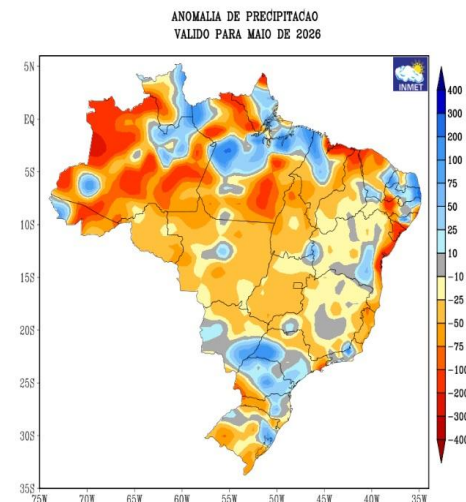 ANOMALIA DE PRECIPITACAO
VALIDO PARA MAIO DE 2026
INMET
5N
EQ
5S
10S
15S
20S
25S
30S
35S
75W 70W 65W 60W 55W 50W 45W 40W 35W
400
300
200
100
75
50
25
10
-10
-25
-50
-75
-100
-200
-300
-400